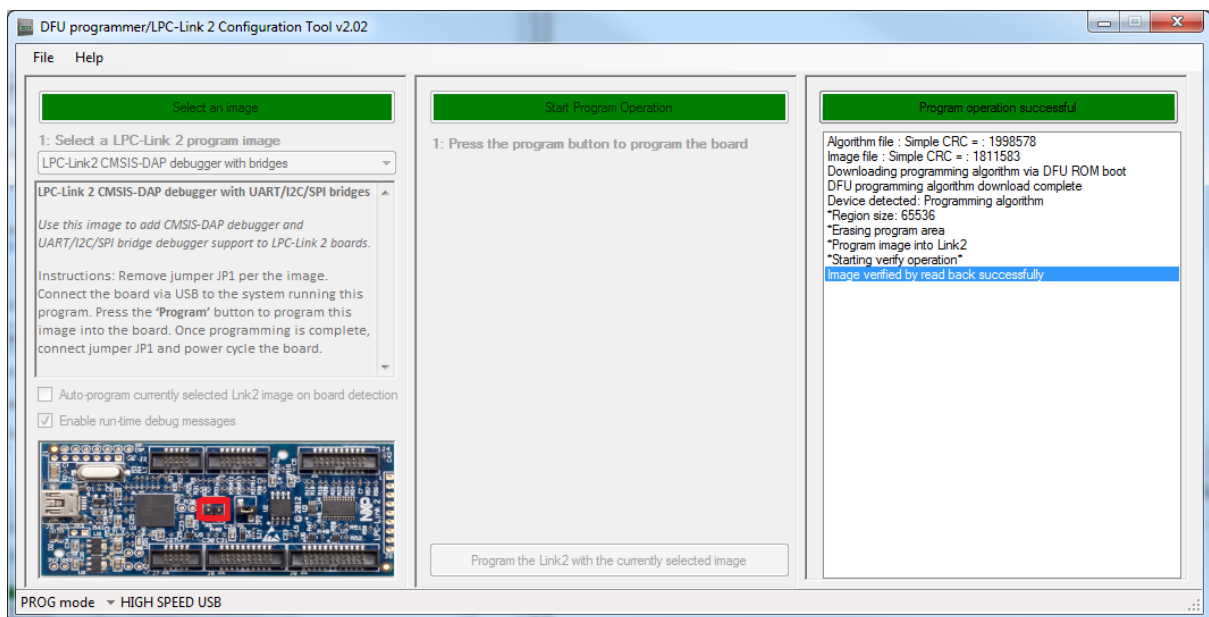 DFU programmer/LPC-Link 2 Configuration Tool v2.02
File Help
Select an image
1: Select a LPC-Link 2 program image
LPC-Link2 CMSIS-DAP debugger with bridges
LPC-Link 2 CMSIS-DAP debugger with UART/I2C/SPI bridges
Use this image to add CMSIS-DAP debugger and
UART/I2C/SPI bridge debugger support to LPC-Link 2 boards.
Instructions: Remove jumper JP1 per the image.
Connect the board via USB to the system running this
program. Press the 'Program' button to program this
image into the board. Once programming is complete,
connect jumper JP1 and power cycle the board.
Auto-program currently selected Lnk2 image on board detection
Enable run-time debug messages
NXP
LPC-Link 2
Start Program Operation
1: Press the program button to program the board
Program the Link2 with the currently selected image
Program operation successful
Algorithm file : Simple CRC = : 1998578
Image file : Simple CRC = : 1811583
Downloading programming algorithm via DFU ROM boot
DFU programming algorithm download complete
Device detected: Programming algorithm
*Region size: 65536
*Erasing program area
*Program image into Link2
*Starting verify operation*
Image verified by read back successfully
PROG mode HIGH SPEED USB